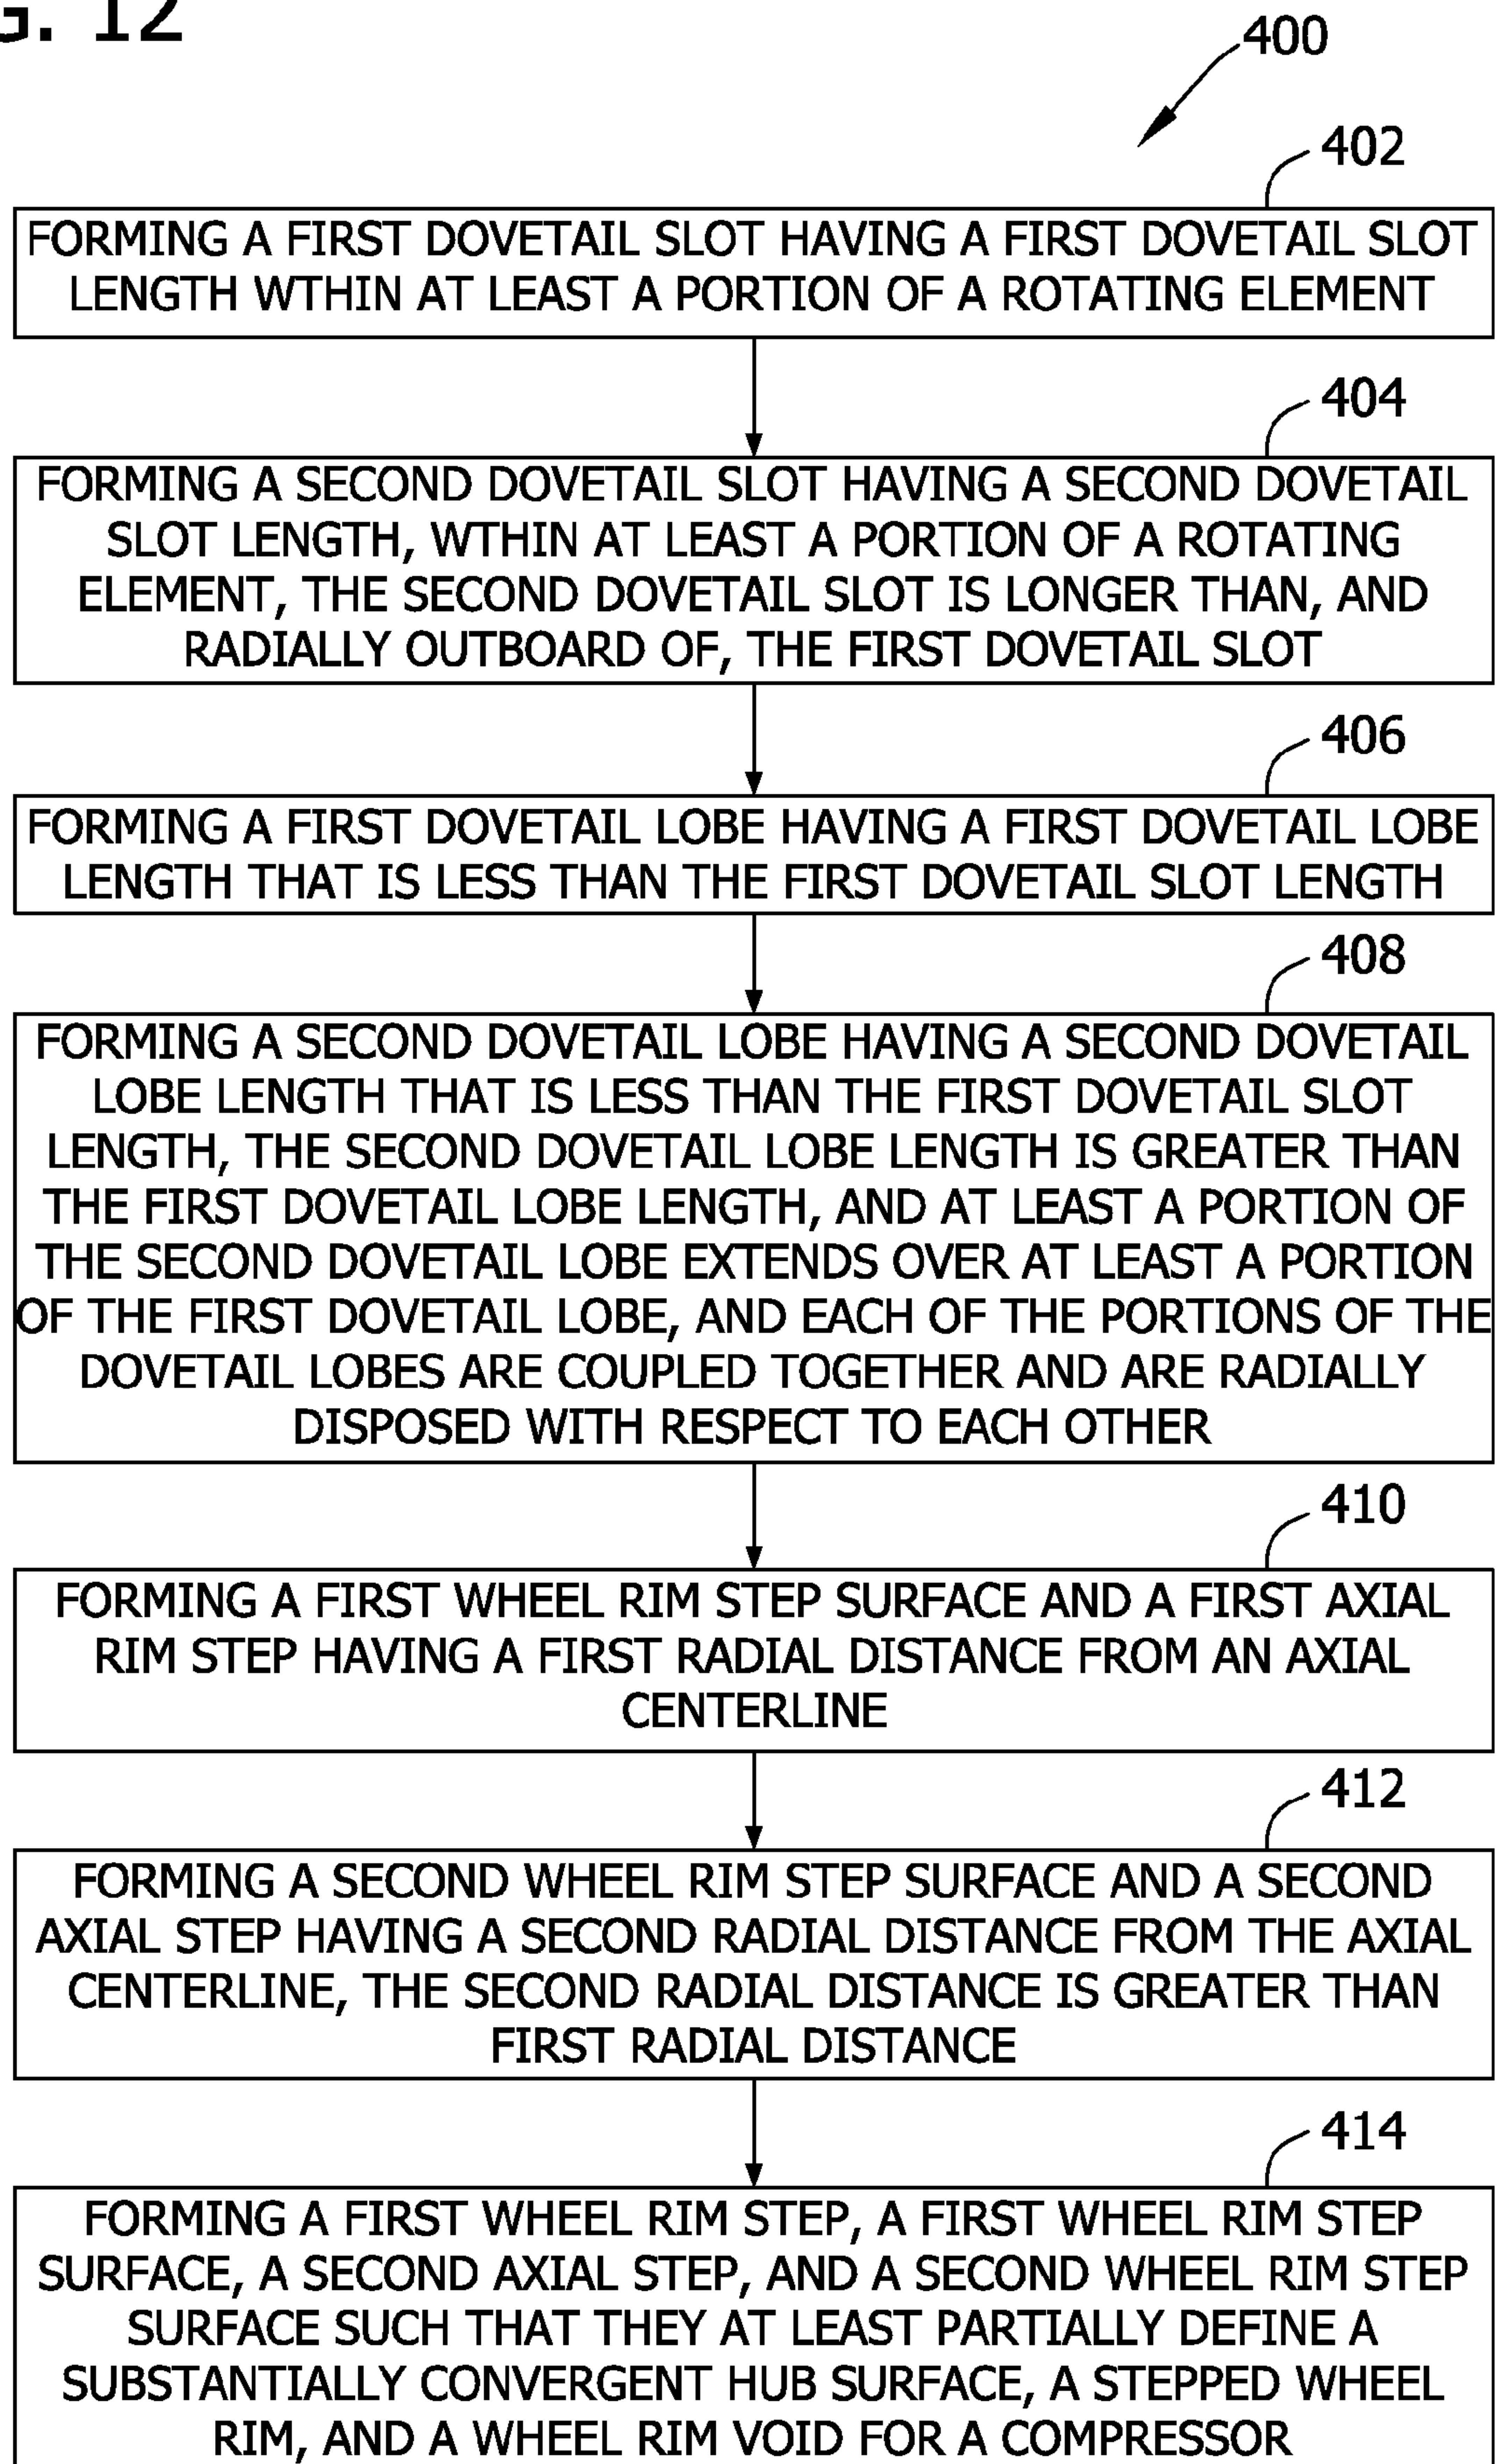 G. 12
400
402
FORMING A FIRST DOVETAIL SLOT HAVING A FIRST DOVETAIL SLOT
LENGTH WTHIN AT LEAST A PORTION OF A ROTATING ELEMENT
404
FORMING A SECOND DOVETAIL SLOT HAVING A SECOND DOVETAIL
SLOT LENGTH, WTHIN AT LEAST A PORTION OF A ROTATING
ELEMENT, THE SECOND DOVETAIL SLOT IS LONGER THAN, AND
RADIALLY OUTBOARD OF, THE FIRST DOVETAIL SLOT
406
FORMING A FIRST DOVETAIL LOBE HAVING A FIRST DOVETAIL LOBE
LENGTH THAT IS LESS THAN THE FIRST DOVETAIL SLOT LENGTH
408
FORMING A SECOND DOVETAIL LOBE HAVING A SECOND DOVETAIL
LOBE LENGTH THAT IS LESS THAN THE FIRST DOVETAIL SLOT
LENGTH, THE SECOND DOVETAIL LOBE LENGTH IS GREATER THAN
THE FIRST DOVETAIL LOBE LENGTH, AND AT LEAST A PORTION OF
THE SECOND DOVETAIL LOBE EXTENDS OVER AT LEAST A PORTION
OF THE FIRST DOVETAIL LOBE, AND EACH OF THE PORTIONS OF THE
DOVETAIL LOBES ARE COUPLED TOGETHER AND ARE RADIALLY
DISPOSED WITH RESPECT TO EACH OTHER
410
FORMING A FIRST WHEEL RIM STEP SURFACE AND A FIRST AXIAL
RIM STEP HAVING A FIRST RADIAL DISTANCE FROM AN AXIAL
CENTERLINE
412
FORMING A SECOND WHEEL RIM STEP SURFACE AND A SECOND
AXIAL STEP HAVING A SECOND RADIAL DISTANCE FROM THE AXIAL
CENTERLINE, THE SECOND RADIAL DISTANCE IS GREATER THAN
FIRST RADIAL DISTANCE
414
FORMING A FIRST WHEEL RIM STEP, A FIRST WHEEL RIM STEP
SURFACE, A SECOND AXIAL STEP, AND A SECOND WHEEL RIM STEP
SURFACE SUCH THAT THEY AT LEAST PARTIALLY DEFINE A
SUBSTANTIALLY CONVERGENT HUB SURFACE, A STEPPED WHEEL
RIM, AND A WHEEL RIM VOID FOR A COMPRESSOR